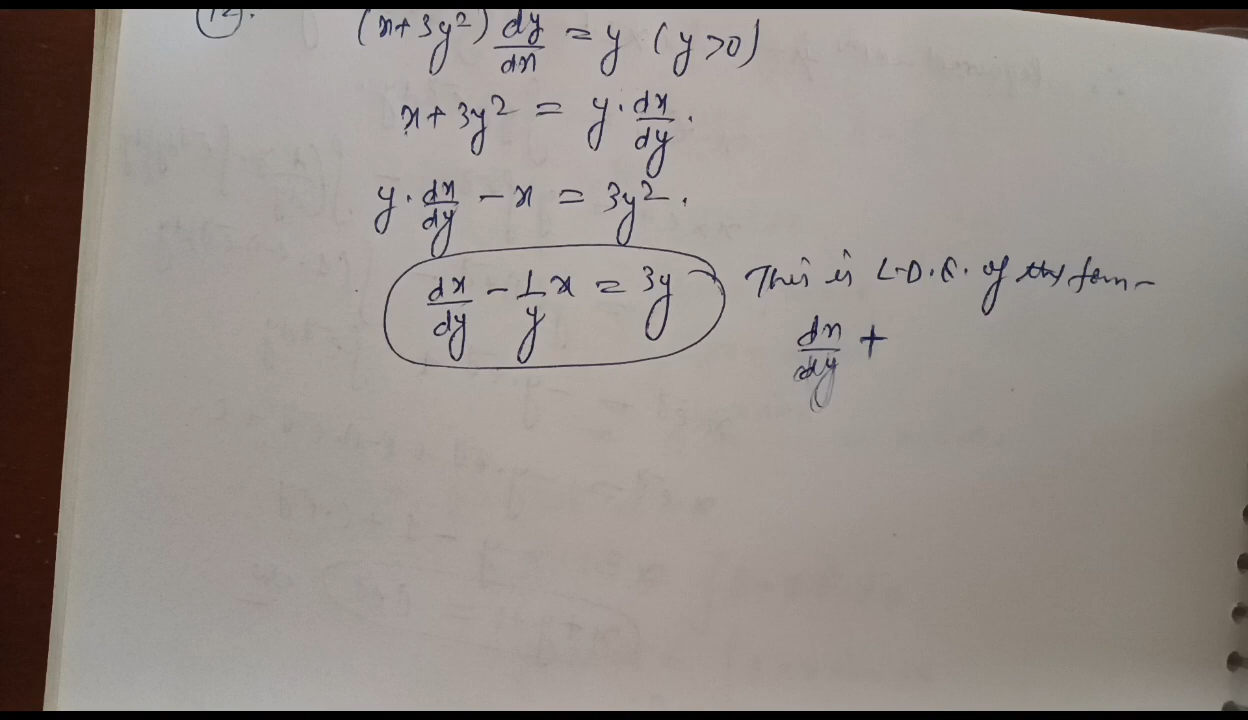 (12).
(x+3y²) dy/dx = y (y>0)
x+3y² = y. dx/dy.
y. dx/dy - x = 3y².
dx/dy - 1/y x = 3y This is L.D.E. of the form -
dx/dy +